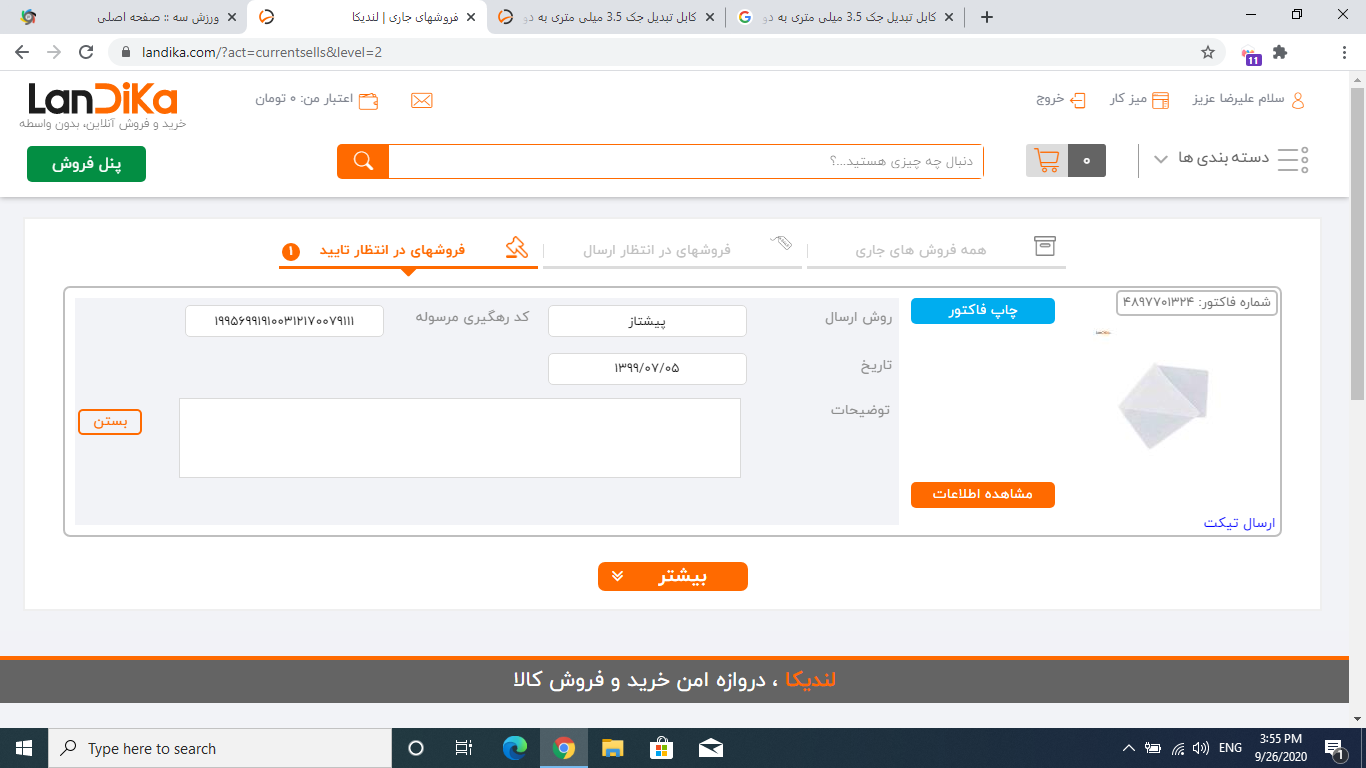 ورزش سه :: صفحه اصلی
فروشهای جاری | لندیکا
کابل تبدیل جک 3.5 میلی متری به دو
کابل تبدیل جک 3.5 میلی متری به دو
landika.com/?act=currentsells&level=2
11
LanDiKa
خرید و فروش آنلاین، بدون واسطه
سلام علیرضا عزیز
میز کار
خروج
اعتبار من: ۰ تومان
دسته بندی ها
۰
دنبال چه چیزی هستید...؟
پنل فروش
همه فروش های جاری
فروشهای در انتظار ارسال
فروشهای در انتظار تایید
۱
شماره فاکتور: ۴۸۹۷۷۰۱۳۲۴
چاپ فاکتور
روش ارسال
پیشتاز
کد رهگیری مرسوله
۱۹۹۵۶۹۹۱۹۱۰۰۳۱۲۱۷۰۰۷۹۱۱۱
تاریخ
۱۳۹۹/۰۷/۰۵
توضیحات
بستن
مشاهده اطلاعات
ارسال تیکت
بیشتر
لندیکا ، دروازه امن خرید و فروش کالا
Type here to search
ENG
3:55 PM
9/26/2020
1